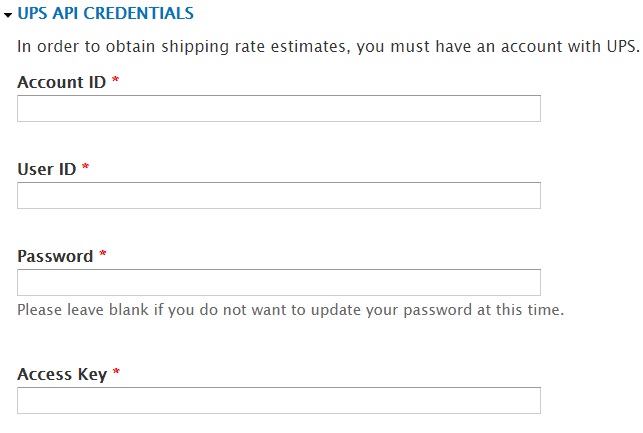 UPS API CREDENTIALS
In order to obtain shipping rate estimates, you must have an account with UPS.
Account ID *
User ID *
Password *
Please leave blank if you do not want to update your password at this time.
Access Key *